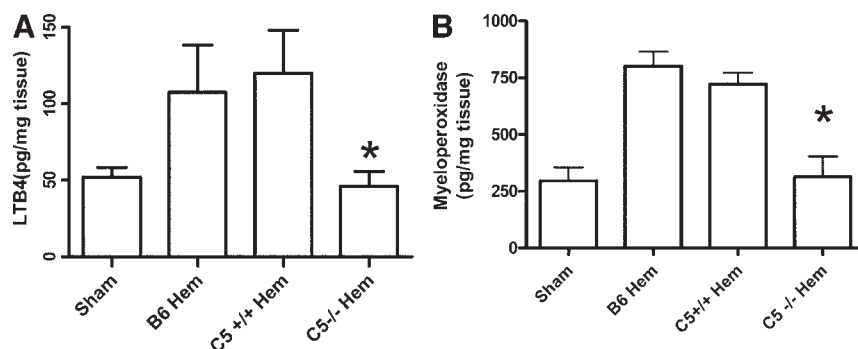 A
LTB4(pg/mg tissue)
150
100
50
0
*
Sham
B6 Hem
C5 +/+ Hem
C5-/- Hem
B
Myeloperoxidase
(pg/mg tissue)
1000
750
500
250
0
*
Sham
B6 Hem
C5+/+ Hem
C5 -/- Hem